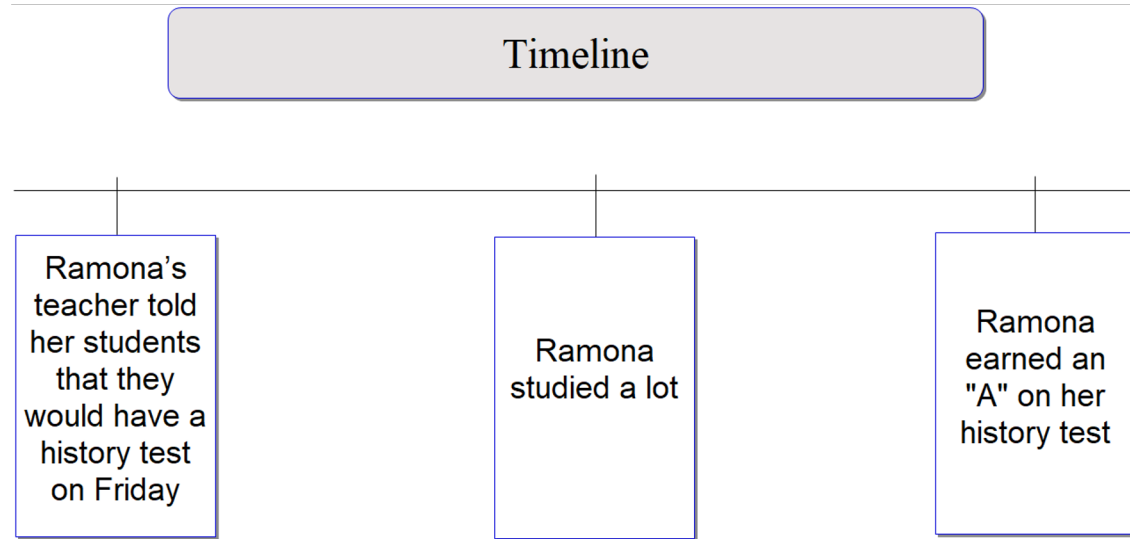 Timeline
Ramona’s
teacher told
her students
that they
would have a
history test
on Friday
Ramona
studied a lot
Ramona
earned an
"A" on her
history test